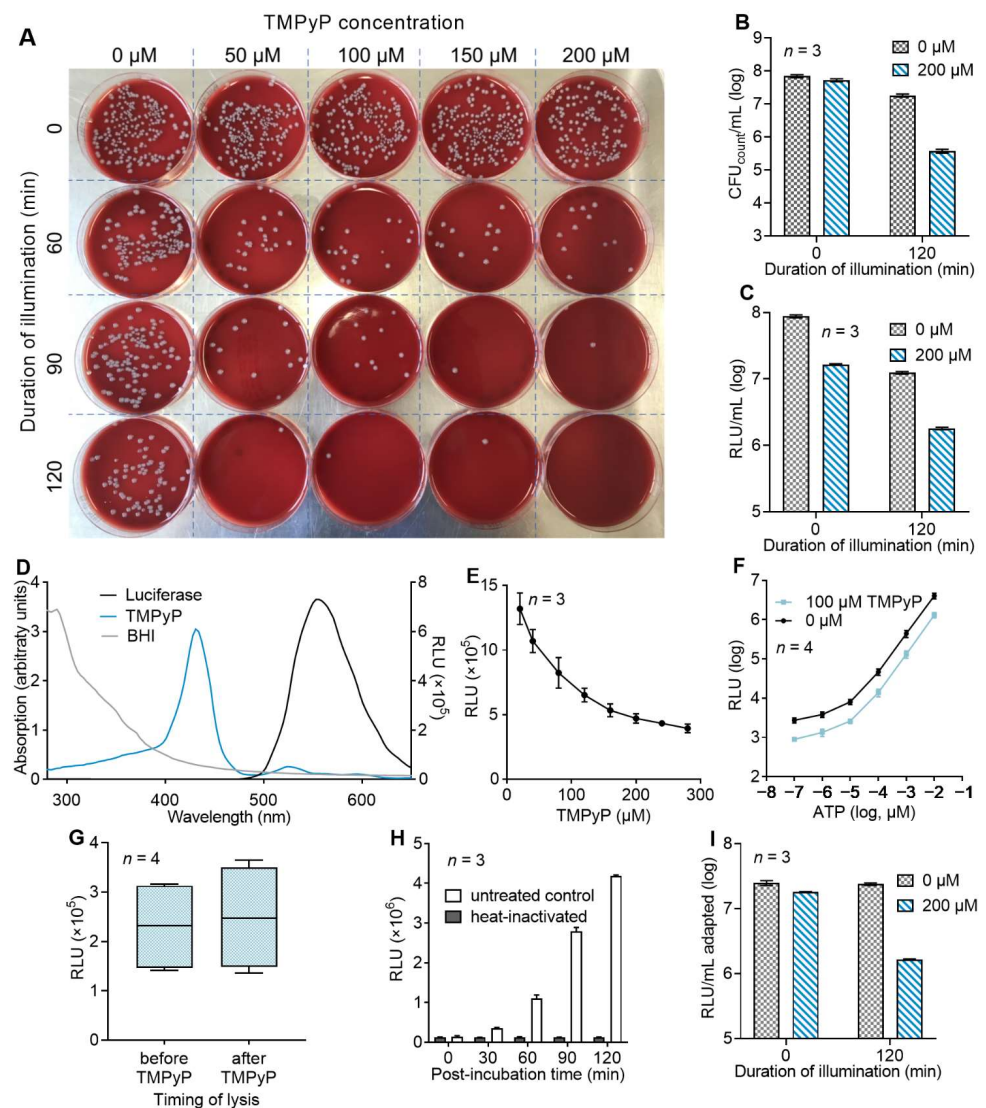 A
TMPyP concentration
0 µM 50 µM 100 µM 150 µM 200 µM
Duration of illumination (min)
0
60
90
120
B
n = 3
0 µM
200 µM
CFUcount/mL (log)
9
8
7
6
5
4
3
0 120
Duration of illumination (min)
C
n = 3
0 µM
200 µM
RLU/mL (log)
8
7
6
5
0 120
Duration of illumination (min)
D
Luciferase
TMPyP
BHI
Absorption (arbitraty units)
4
3
2
1
0
RLU (×10⁵)
8
6
4
2
0
300 400 500 600
Wavelength (nm)
E
n = 3
RLU (×10⁵)
15
10
5
0
0 100 200 300
TMPyP (µM)
F
100 µM TMPyP
0 µM
n = 4
RLU (log)
7
6
5
4
3
2
−8 −7 −6 −5 −4 −3 −2 −1
ATP (log, µM)
G
n = 4
RLU (×10⁵)
4
3
2
1
0
before TMPyP
after TMPyP
Timing of lysis
H
n = 3
untreated control
heat-inactivated
RLU (×10⁶)
5
4
3
2
1
0
0 30 60 90 120
Post-incubation time (min)
I
n = 3
0 µM
200 µM
RLU/mL adapted (log)
8
7
6
5
0 120
Duration of illumination (min)